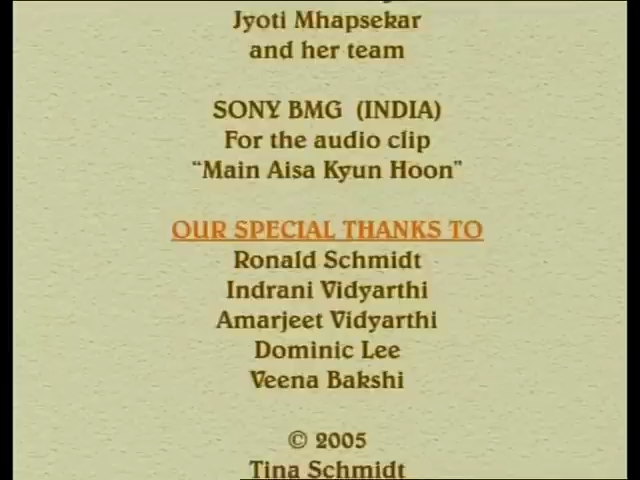 Jyoti Mhapsekar
and her team
SONY BMG (INDIA)
For the audio clip
“Main Aisa Kyun Hoon”
OUR SPECIAL THANKS TO
Ronald Schmidt
Indrani Vidyarthi
Amarjeet Vidyarthi
Dominic Lee
Veena Bakshi
© 2005
Tina Schmidt